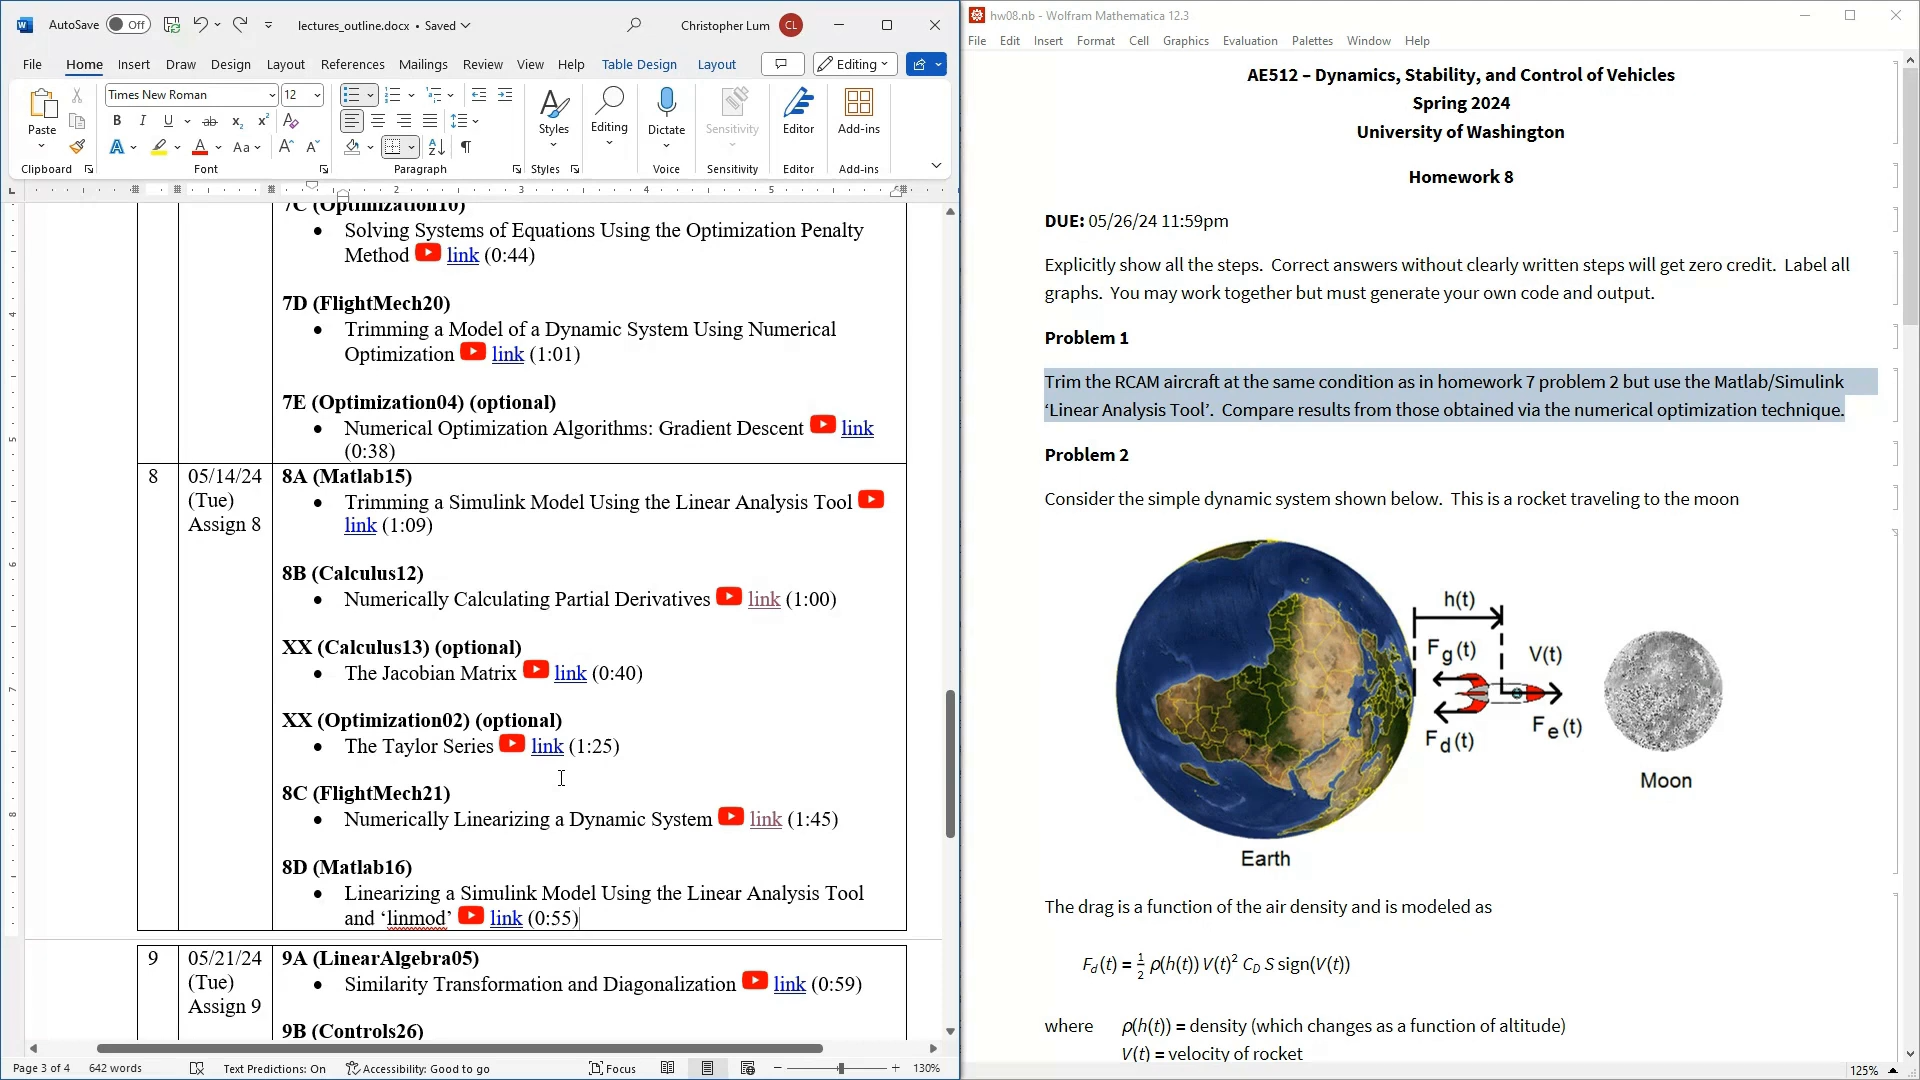 AutoSave Off lectures_outline.docx • Saved Christopher Lum CL
File Home Insert Draw Design Layout References Mailings Review View Help Table Design Layout Editing
Times New Roman 12
Paste Styles Editing Dictate Sensitivity Editor Add-ins
Clipboard Font Paragraph Styles Voice Sensitivity Editor Add-ins
2 3 4 5
7C (Optimization10)
• Solving Systems of Equations Using the Optimization Penalty
Method link (0:44)
7D (FlightMech20)
• Trimming a Model of a Dynamic System Using Numerical
Optimization link (1:01)
7E (Optimization04) (optional)
• Numerical Optimization Algorithms: Gradient Descent link
(0:38)
8 05/14/24 8A (Matlab15)
(Tue) • Trimming a Simulink Model Using the Linear Analysis Tool
Assign 8 link (1:09)
8B (Calculus12)
• Numerically Calculating Partial Derivatives link (1:00)
XX (Calculus13) (optional)
• The Jacobian Matrix link (0:40)
XX (Optimization02) (optional)
• The Taylor Series link (1:25)
8C (FlightMech21)
• Numerically Linearizing a Dynamic System link (1:45)
8D (Matlab16)
• Linearizing a Simulink Model Using the Linear Analysis Tool
and ‘linmod’ link (0:55)
9 05/21/24 9A (LinearAlgebra05)
(Tue) • Similarity Transformation and Diagonalization link (0:59)
Assign 9
9B (Controls26)
Page 3 of 4 642 words Text Predictions: On Accessibility: Good to go Focus 130%
hw08.nb - Wolfram Mathematica 12.3
File Edit Insert Format Cell Graphics Evaluation Palettes Window Help
AE512 – Dynamics, Stability, and Control of Vehicles
Spring 2024
University of Washington
Homework 8
DUE: 05/26/24 11:59pm
Explicitly show all the steps. Correct answers without clearly written steps will get zero credit. Label all
graphs. You may work together but must generate your own code and output.
Problem 1
Trim the RCAM aircraft at the same condition as in homework 7 problem 2 but use the Matlab/Simulink
‘Linear Analysis Tool’. Compare results from those obtained via the numerical optimization technique.
Problem 2
Consider the simple dynamic system shown below. This is a rocket traveling to the moon
h(t)
Fg(t) V(t)
Fd(t) Fe(t)
Moon
Earth
The drag is a function of the air density and is modeled as
Fd(t) = 1/2 ρ(h(t)) V(t)² CD S sign(V(t))
where ρ(h(t)) = density (which changes as a function of altitude)
V(t) = velocity of rocket
125%